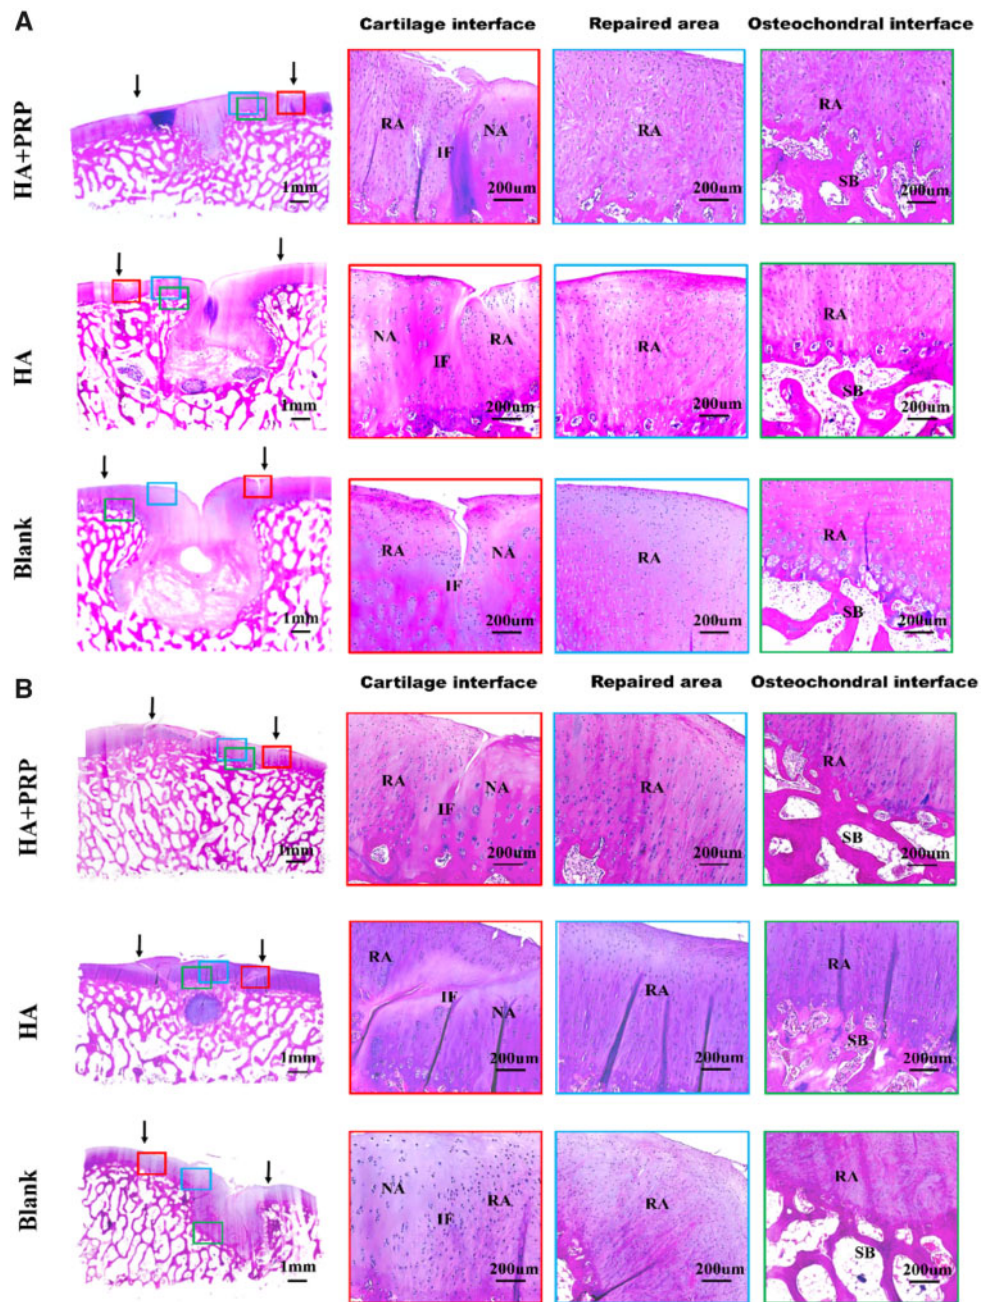 A
Cartilage interface Repaired area Osteochondral interface
HA+PRP
1mm
RA IF NA 200um
RA 200um
RA SB 200um
HA
1mm
NA IF RA 200um
RA 200um
RA SB 200um
Blank
1mm
RA IF NA 200um
RA 200um
RA SB 200um
B
Cartilage interface Repaired area Osteochondral interface
HA+PRP
1mm
RA IF NA 200um
RA 200um
RA SB 200um
HA
1mm
RA IF NA 200um
RA 200um
RA SB 200um
Blank
1mm
NA IF RA 200um
RA 200um
RA SB 200um